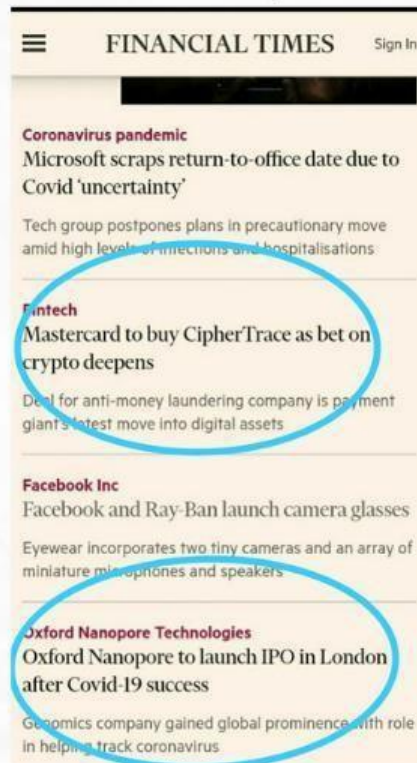 FINANCIAL TIMES Sign In
Coronavirus pandemic
Microsoft scraps return-to-office date due to
Covid ‘uncertainty’
Tech group postpones plans in precautionary move
amid high levels of infections and hospitalisations
Fintech
Mastercard to buy CipherTrace as bet on
crypto deepens
Deal for anti-money laundering company is payment
giant's latest move into digital assets
Facebook Inc
Facebook and Ray-Ban launch camera glasses
Eyewear incorporates two tiny cameras and an array of
miniature microphones and speakers
Oxford Nanopore Technologies
Oxford Nanopore to launch IPO in London
after Covid-19 success
Genomics company gained global prominence with role
in helping track coronavirus